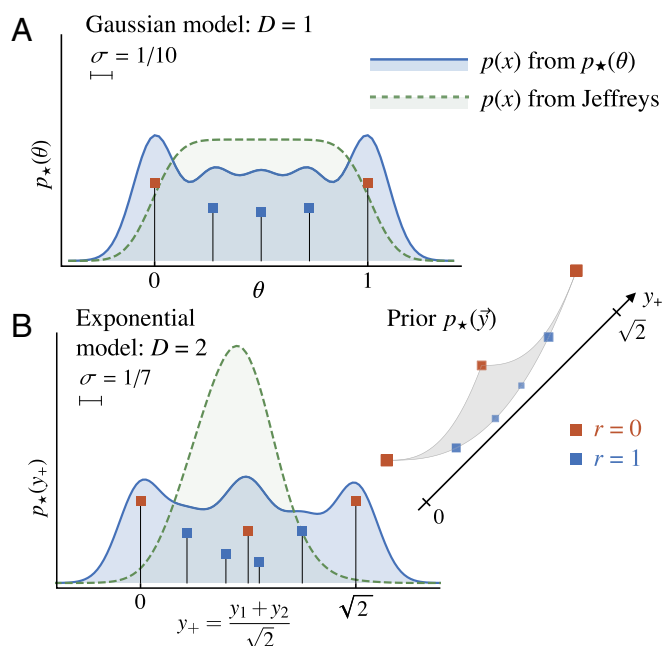 A
Gaussian model: D = 1
σ = 1/10
p(x) from p★(θ)
p(x) from Jeffreys
p★(θ)
0
1
θ
B
Exponential
model: D = 2
σ = 1/7
Prior p★(y⃗)
y₊
√2
0
r = 0
r = 1
p★(y₊)
0
√2
y₊ = (y₁ + y₂)/√2